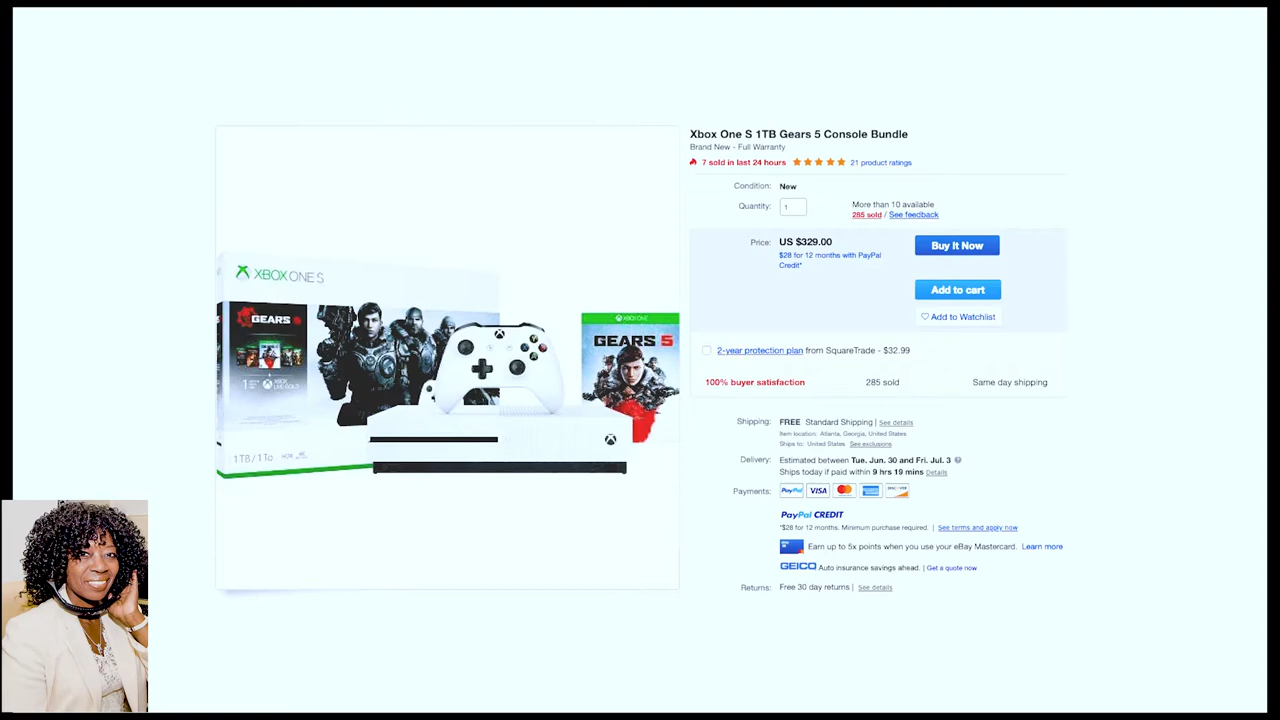 Xbox One S 1TB Gears 5 Console Bundle
Brand New - Full Warranty
7 sold in last 24 hours 21 product ratings
Condition: New
Quantity: 1 More than 10 available
285 sold / See feedback
Price: US $329.00 Buy It Now
$28 for 12 months with PayPal
Credit*
Add to cart
Add to Watchlist
2-year protection plan from SquareTrade - $32.99
100% buyer satisfaction 285 sold Same day shipping
Shipping: FREE Standard Shipping | See details
Item location: Atlanta, Georgia, United States
Ships to: United States See exclusions
Delivery: Estimated between Tue. Jun. 30 and Fri. Jul. 3
Ships today if paid within 9 hrs 19 mins Details
Payments: PayPal VISA MasterCard DISCOVER
PayPal CREDIT
*$28 for 12 months. Minimum purchase required. | See terms and apply now
Earn up to 5x points when you use your eBay Mastercard. Learn more
GEICO Auto insurance savings ahead. | Get a quote now
Returns: Free 30 day returns | See details
XBOX ONE S
GEARS
XBOX ONE
GEARS 5
1TB / 1To